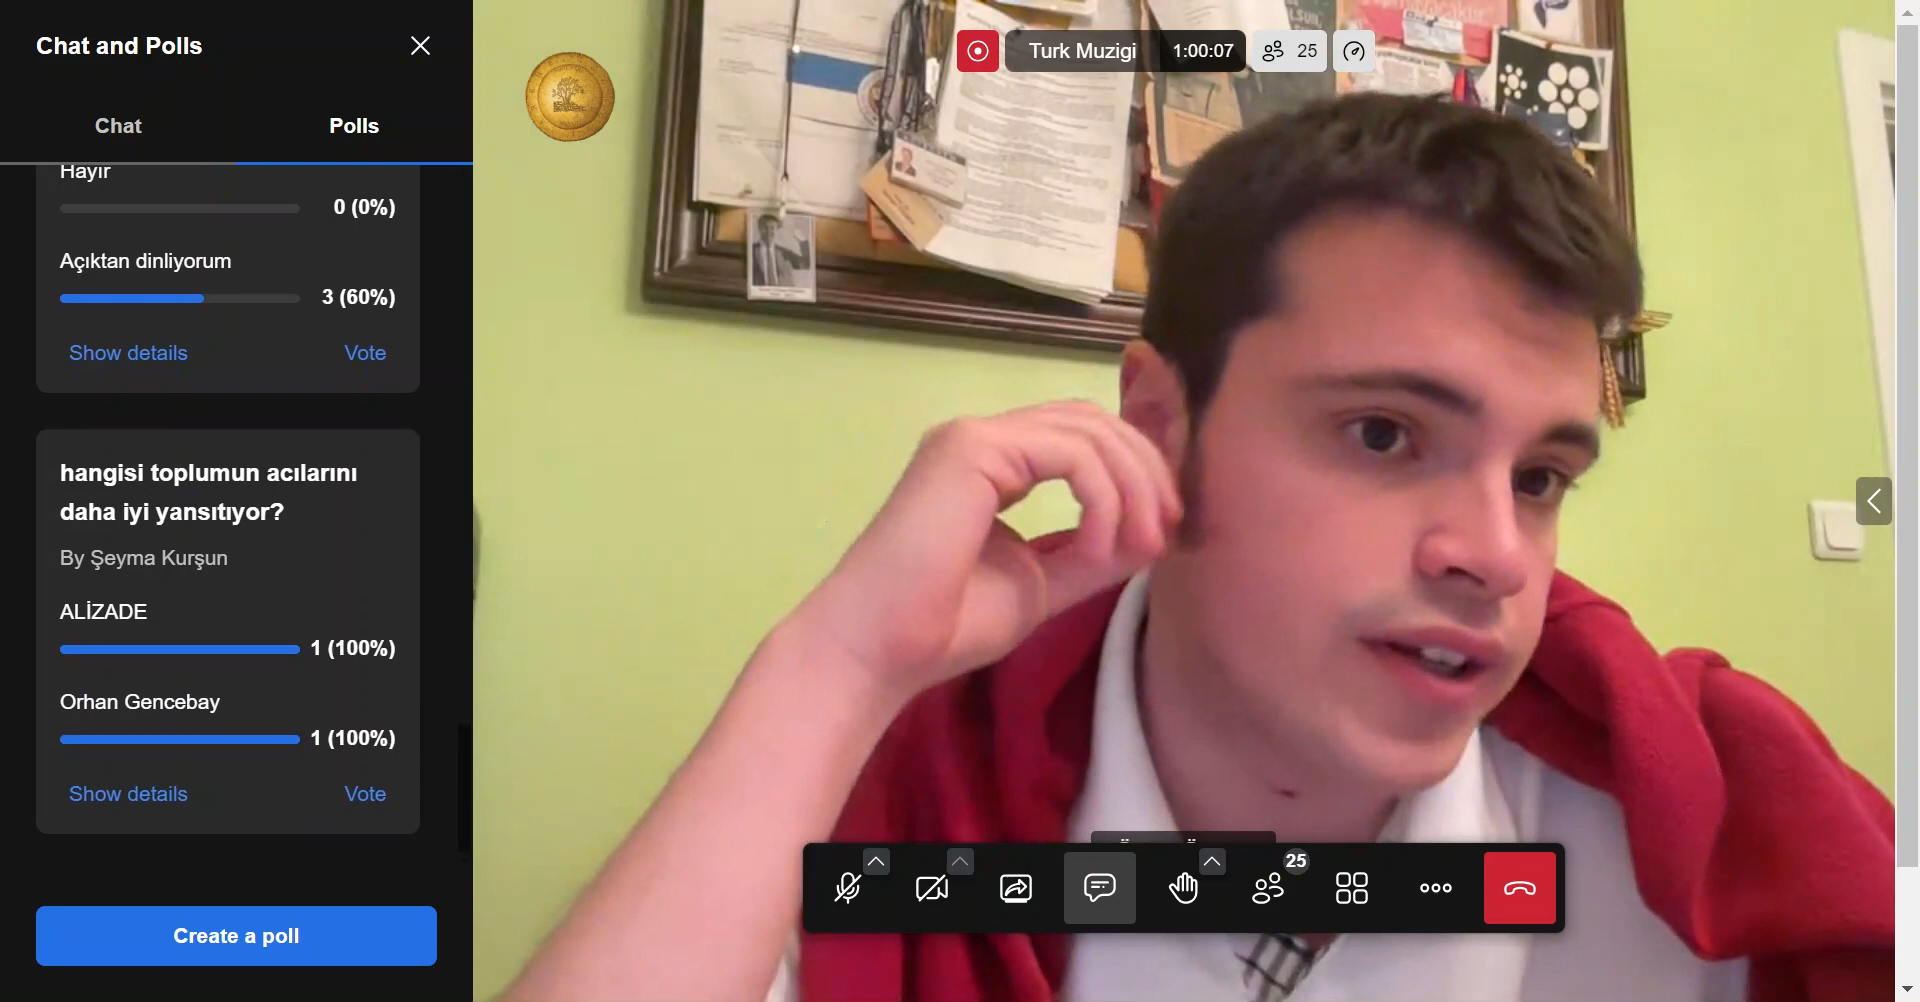 Chat and Polls
Chat
Polls
Hayır
0 (0%)
Açıktan dinliyorum
3 (60%)
Show details
Vote
hangisi toplumun acılarını
daha iyi yansıtıyor?
By Şeyma Kurşun
ALİZADE
1 (100%)
Orhan Gencebay
1 (100%)
Show details
Vote
Create a poll
Turk Muzigi
1:00:07
25
25